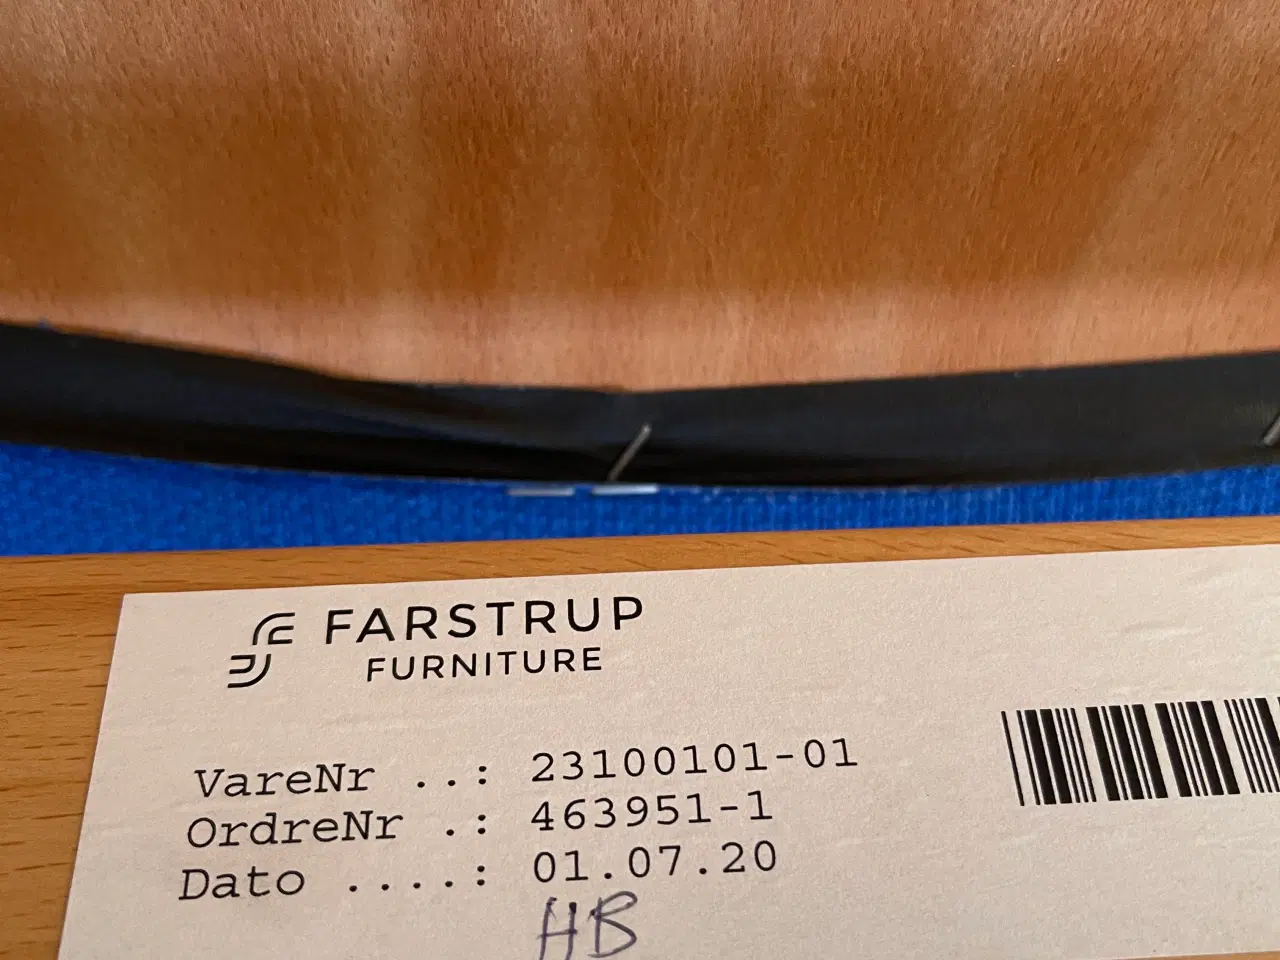 FARSTRUP
FURNITURE
VareNr ..: 23100101-01
OrdreNr .: 463951-1
Dato ....: 01.07.20
HB